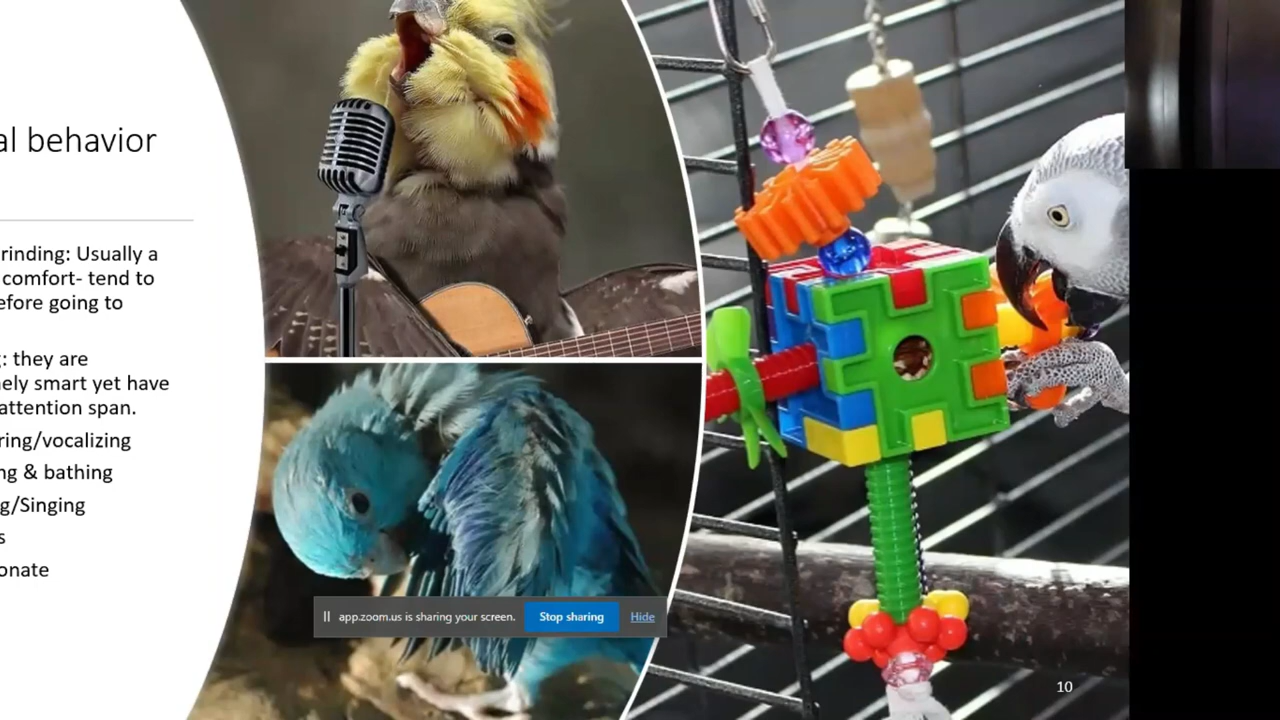 al behavior
rinding: Usually a
comfort- tend to
efore going to
g: they are
nely smart yet have
attention span.
ring/vocalizing
ng & bathing
g/Singing
s
onate
app.zoom.us is sharing your screen. Stop sharing Hide
10